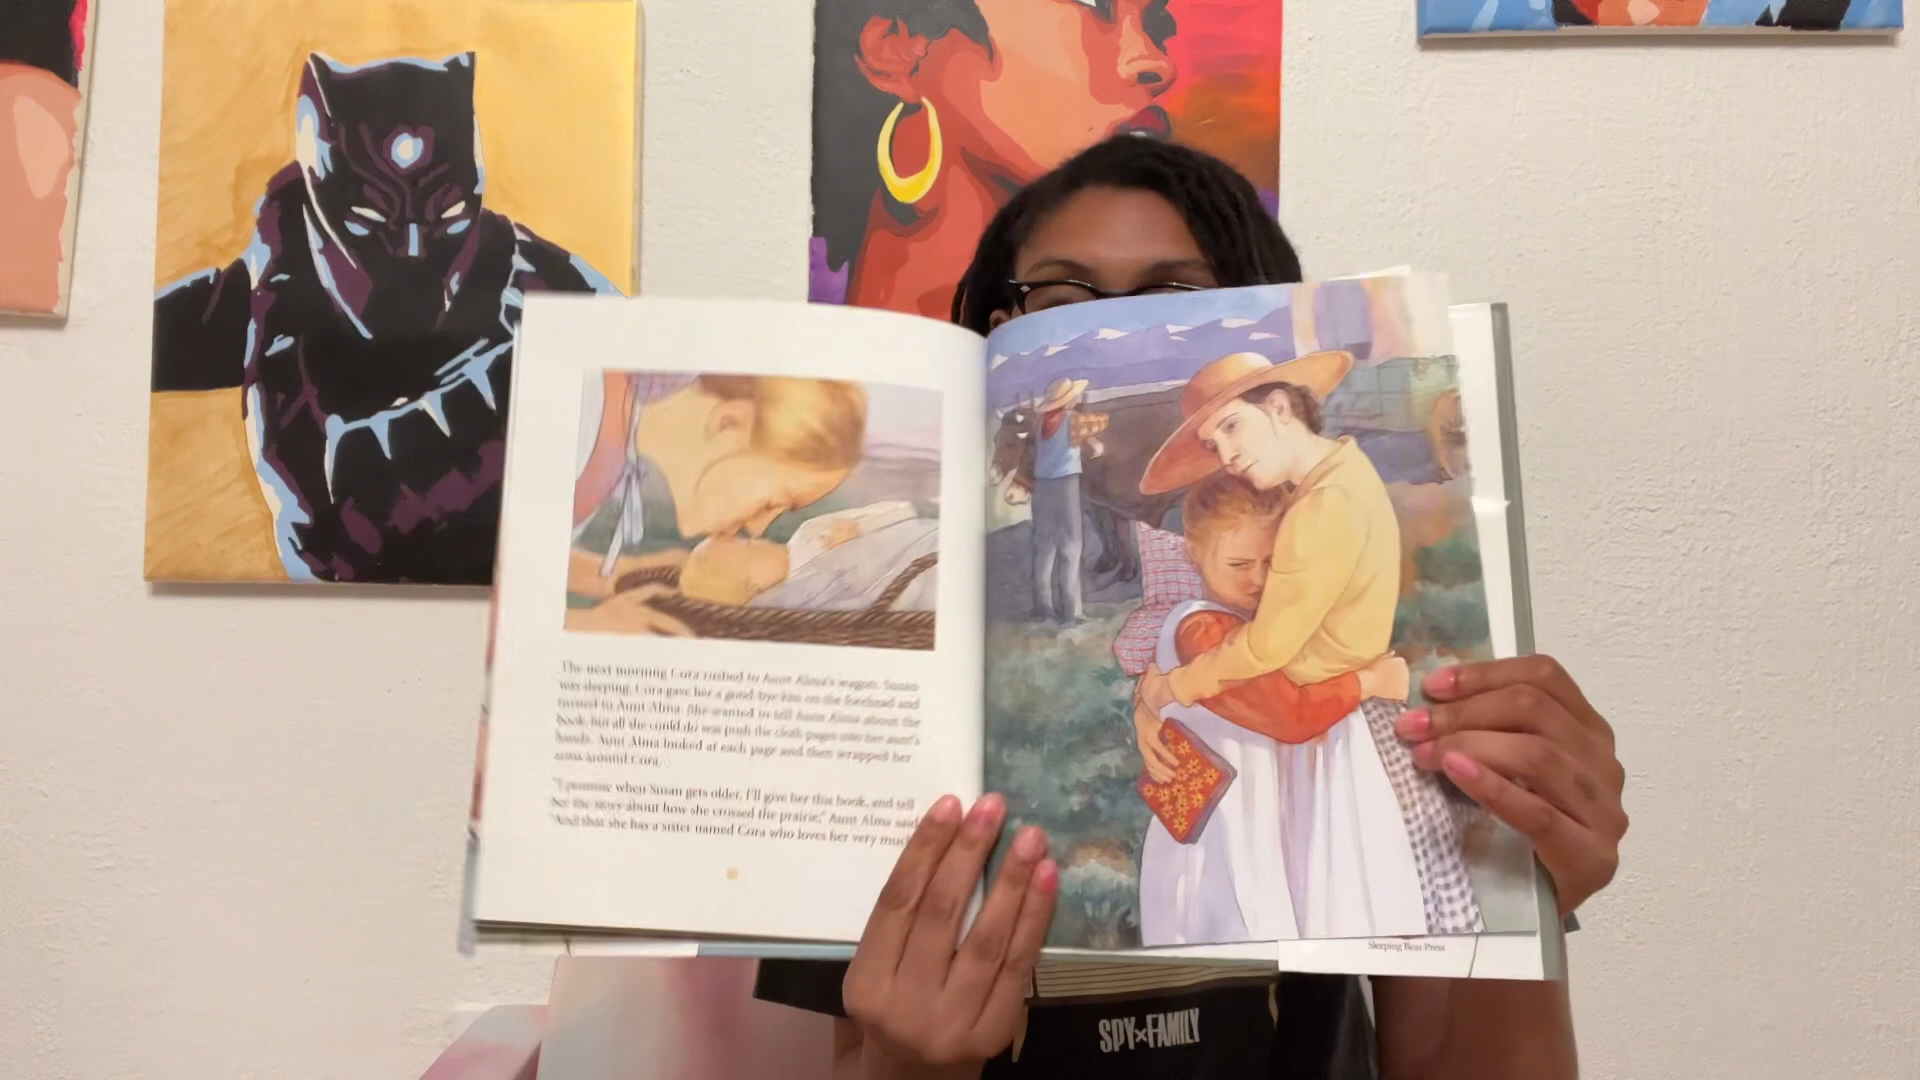 The next morning Cora rushed to Aunt Alma's wagon. Susan
was sleeping. Cora gave her a good-bye kiss on the forehead and
turned to Aunt Alma. She wanted to tell Aunt Alma about the
book, but all she could do was push the cloth pages into her aunt's
hands. Aunt Alma looked at each page and then wrapped her
arms around Cora.
"I promise when Susan gets older, I'll give her this book, and tell
her the story about how she crossed the prairie," Aunt Alma said.
"And that she has a sister named Cora who loves her very much
Sleeping Bear Press
SPY×FAMILY